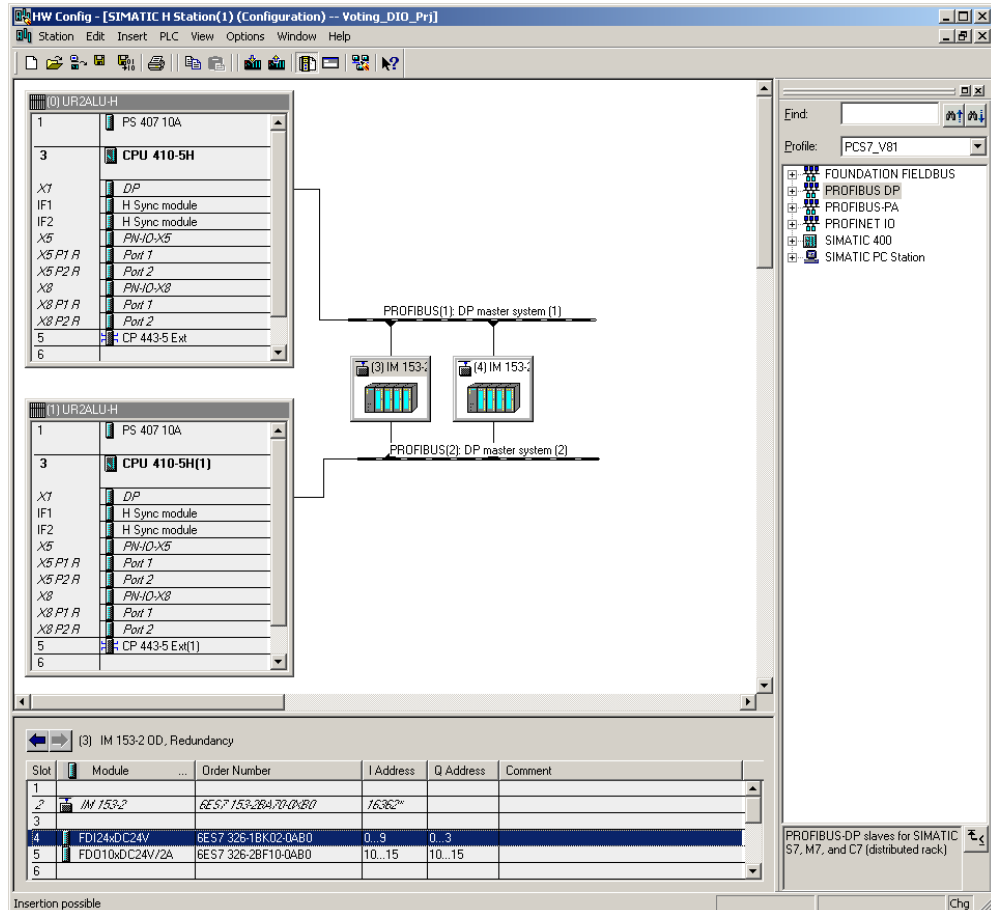 HW Config - [SIMATIC H Station(1) (Configuration) -- Voting_DIO_Prj]
Station Edit Insert PLC View Options Window Help
(0) UR2ALU-H
1 PS 407 10A
3 CPU 410-5H
X1 DP
IF1 H Sync module
IF2 H Sync module
X5 PN-IO-X5
X5 P1 R Port 1
X5 P2 R Port 2
X8 PN-IO-X8
X8 P1 R Port 1
X8 P2 R Port 2
5 CP 443-5 Ext
6
PROFIBUS(1): DP master system (1)
(3) IM 153-2
(4) IM 153-2
PROFIBUS(2): DP master system (2)
(1) UR2ALU-H
1 PS 407 10A
3 CPU 410-5H(1)
X1 DP
IF1 H Sync module
IF2 H Sync module
X5 PN-IO-X5
X5 P1 R Port 1
X5 P2 R Port 2
X8 PN-IO-X8
X8 P1 R Port 1
X8 P2 R Port 2
5 CP 443-5 Ext(1)
6
Find:
Profile: PCS7_V81
FOUNDATION FIELDBUS
PROFIBUS DP
PROFIBUS-PA
PROFINET IO
SIMATIC 400
SIMATIC PC Station
PROFIBUS-DP slaves for SIMATIC
S7, M7, and C7 (distributed rack)
(3) IM 153-2 OD, Redundancy
Slot Module ... Order Number I Address Q Address Comment
1
2 IM 153-2 6ES7 153-2BA70-0XB0 16362*
3
4 FDI24xDC24V 6ES7 326-1BK02-0AB0 0...9 0...3
5 FDO10xDC24V/2A 6ES7 326-2BF10-0AB0 10...15 10...15
6
Insertion possible
Chg